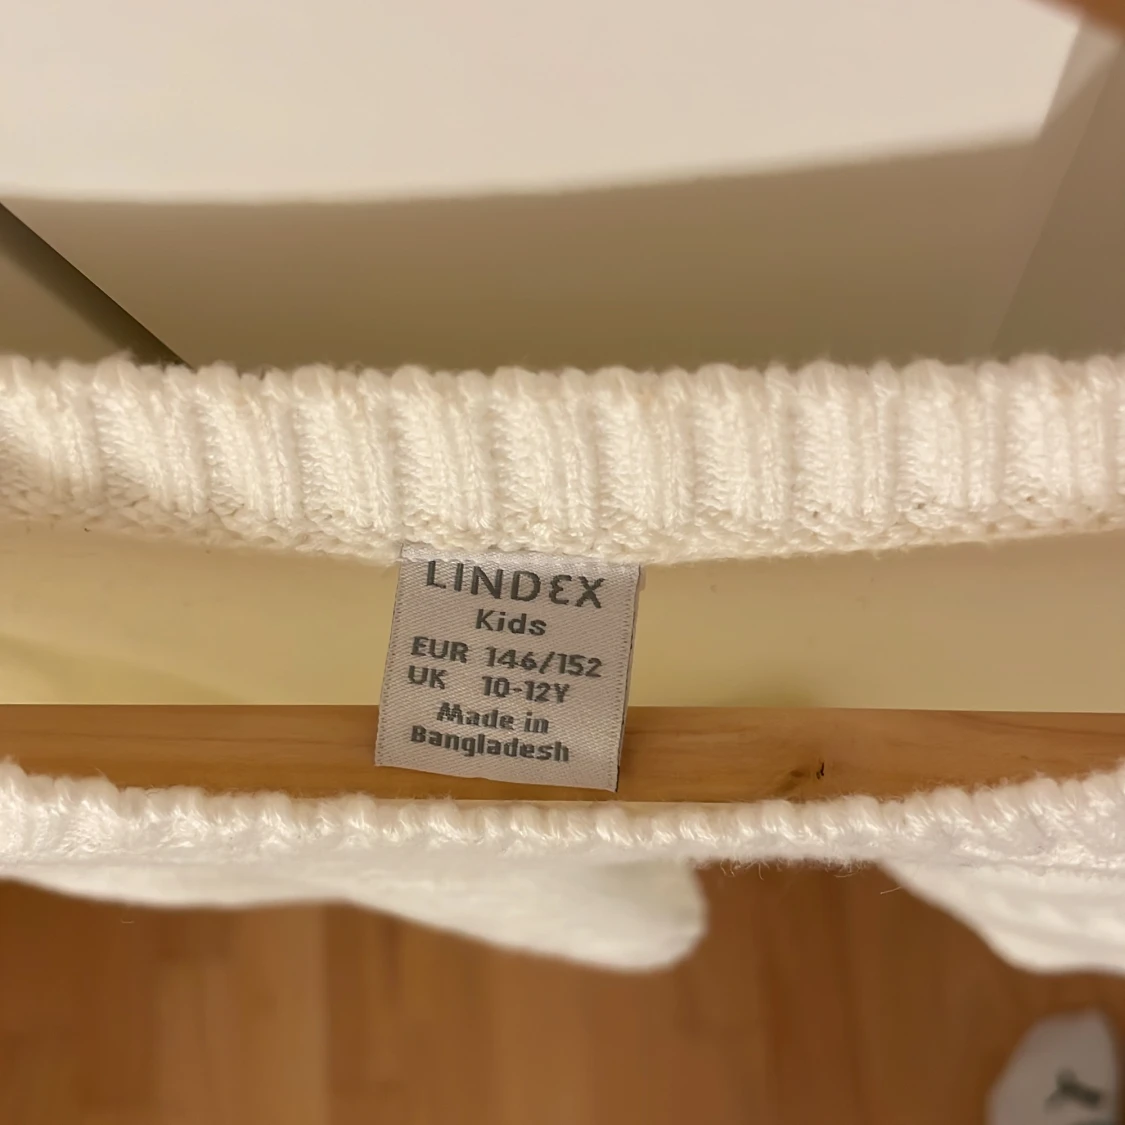 LINDEX
Kids
EUR 146/152
UK 10-12Y
Made in
Bangladesh